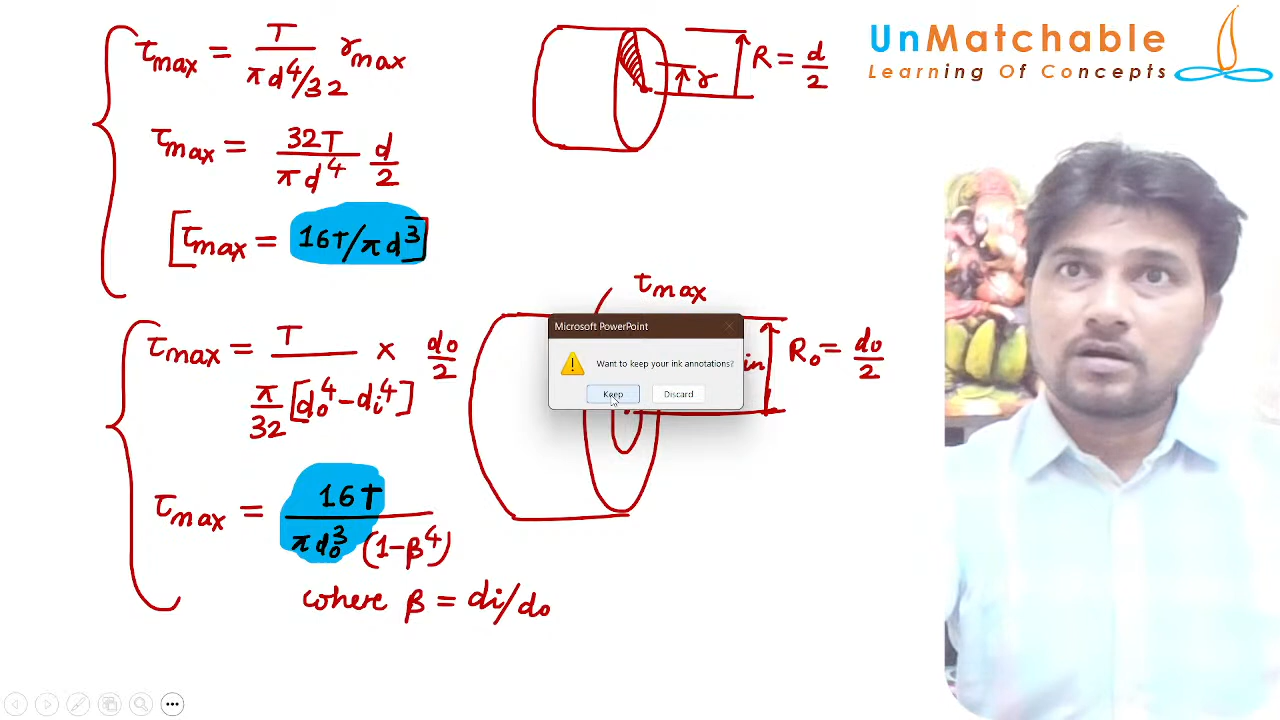 τmax = T / πd⁴/32 rmax
τmax = 32T / πd⁴ d/2
[τmax = 16T/πd³]
R = d/2
r
UnMatchable
Learning Of Concepts
τmax
τmax = T / π/32 [do⁴-di⁴] × do/2
Ro = do/2
in
Microsoft PowerPoint
Want to keep your ink annotations?
Keep
Discard
τmax = 16T / πdo³ (1-β⁴)
where β = di/do